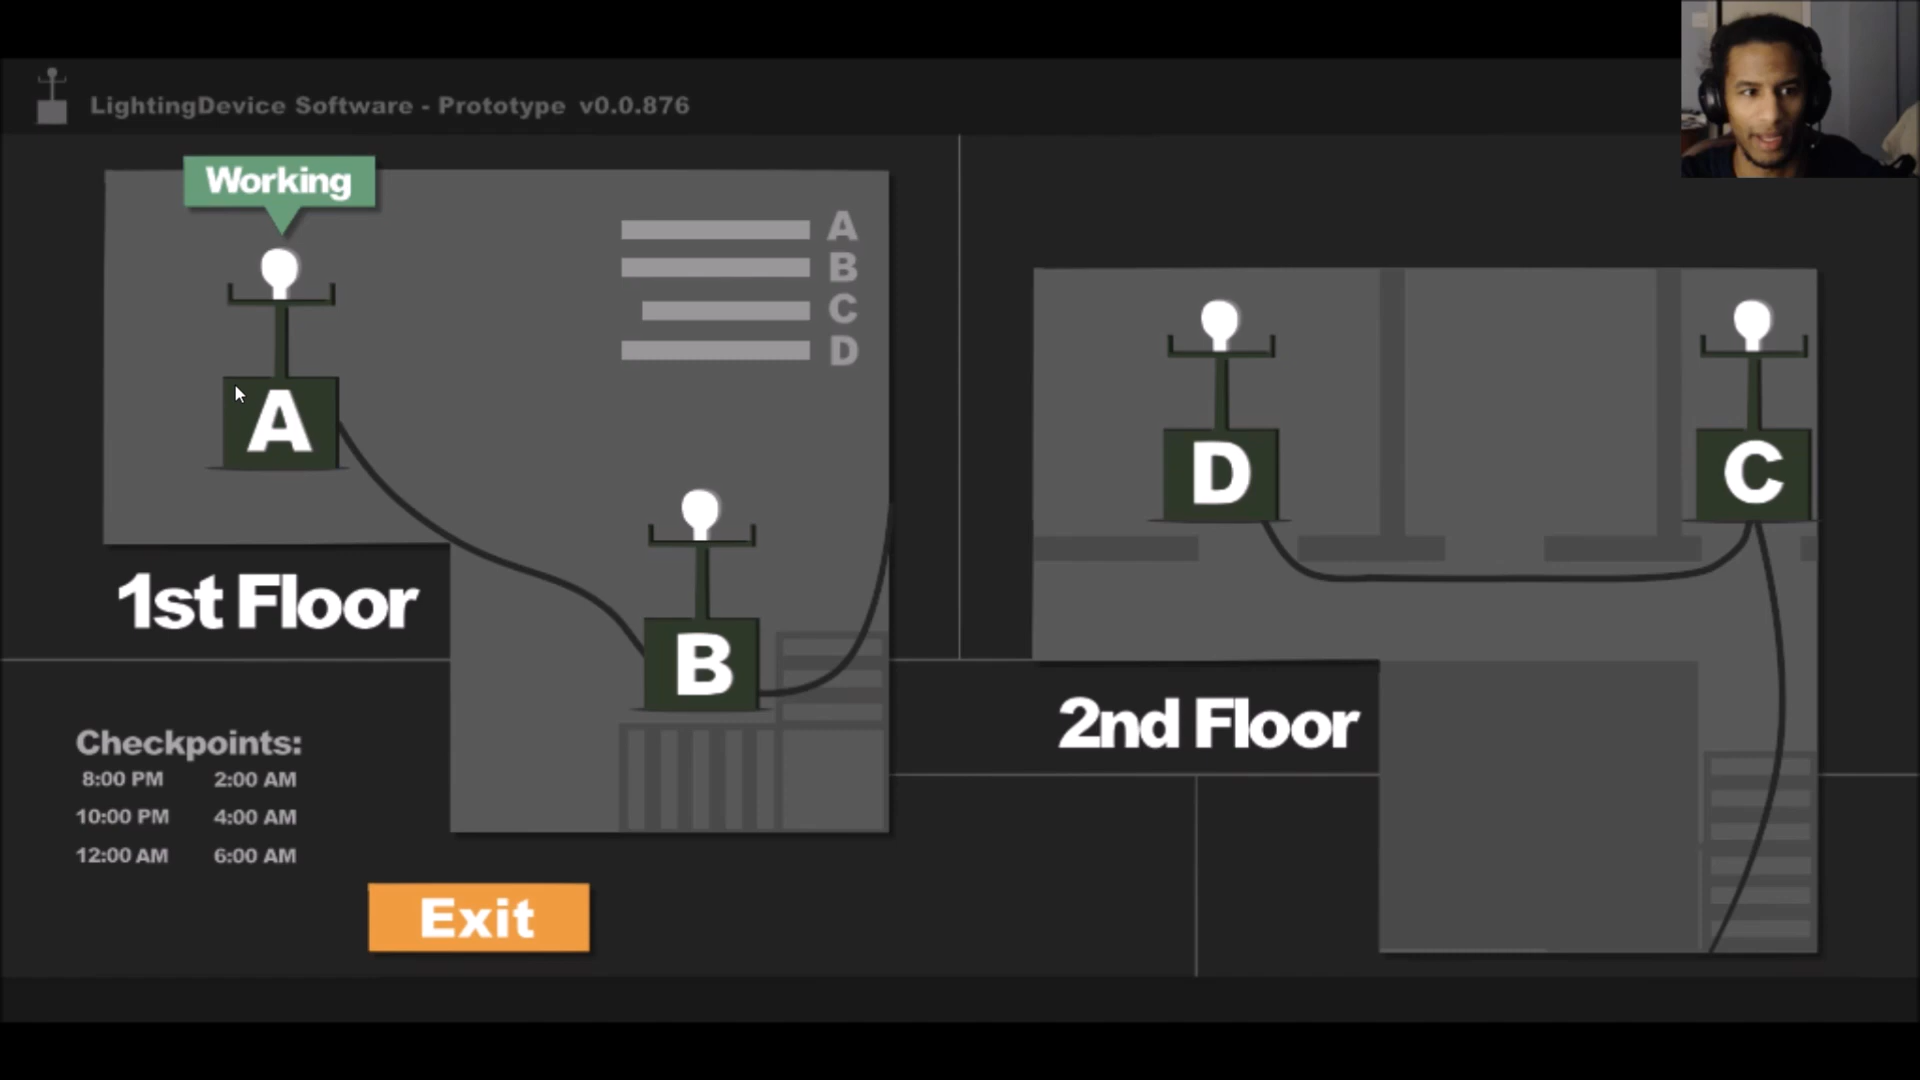 LightingDevice Software - Prototype v0.0.876
Working
A
B
C
D
A
B
1st Floor
D
C
2nd Floor
Checkpoints:
8:00 PM 2:00 AM
10:00 PM 4:00 AM
12:00 AM 6:00 AM
Exit